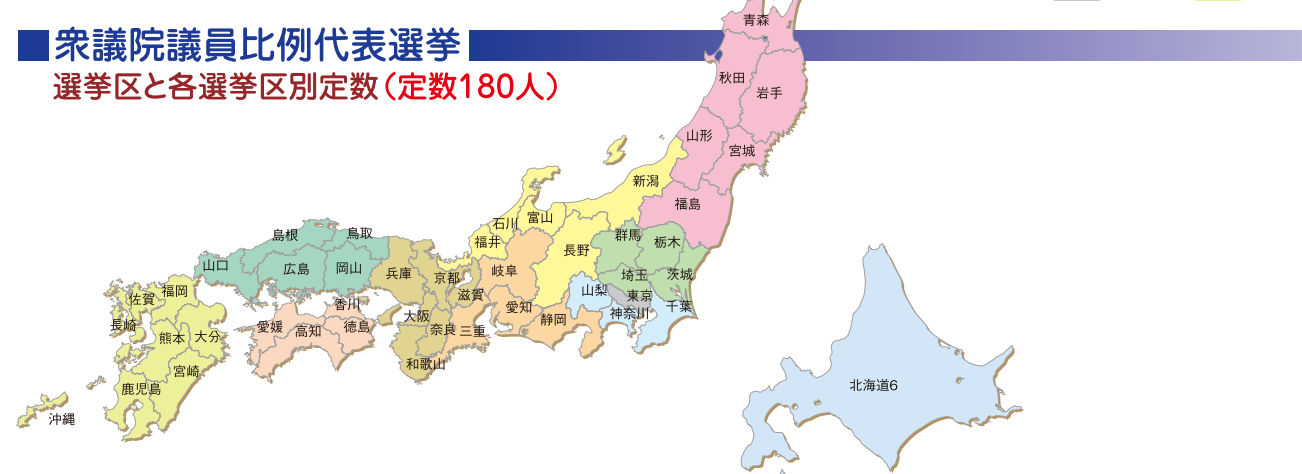 衆議院議員比例代表選挙
選挙区と各選挙区別定数（定数180人）
青森
秋田
岩手
山形
宮城
新潟
福島
石川
富山
福井
長野
群馬
栃木
島根
鳥取
山口
広島
岡山
兵庫
京都
滋賀
岐阜
埼玉
茨城
山梨
東京
千葉
神奈川
佐賀
福岡
長崎
熊本
大分
宮崎
鹿児島
沖縄
香川
愛媛
高知
徳島
大阪
奈良
三重
愛知
静岡
和歌山
北海道6